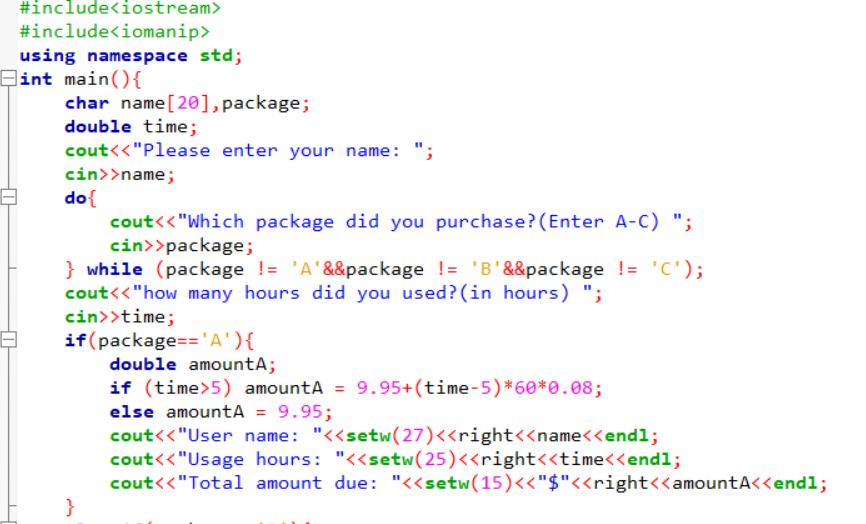 #include<iostream>
#include<iomanip>
using namespace std;
int main(){
    char name[20],package;
    double time;
    cout<<"Please enter your name: ";
    cin>>name;
    do{
        cout<<"Which package did you purchase?(Enter A-C) ";
        cin>>package;
    } while (package != 'A'&&package != 'B'&&package != 'C');
    cout<<"how many hours did you used?(in hours) ";
    cin>>time;
    if(package=='A'){
        double amountA;
        if (time>5) amountA = 9.95+(time-5)*60*0.08;
        else amountA = 9.95;
        cout<<"User name: "<<setw(27)<<right<<name<<endl;
        cout<<"Usage hours: "<<setw(25)<<right<<time<<endl;
        cout<<"Total amount due: "<<setw(15)<<"$"<<right<<amountA<<endl;
    }